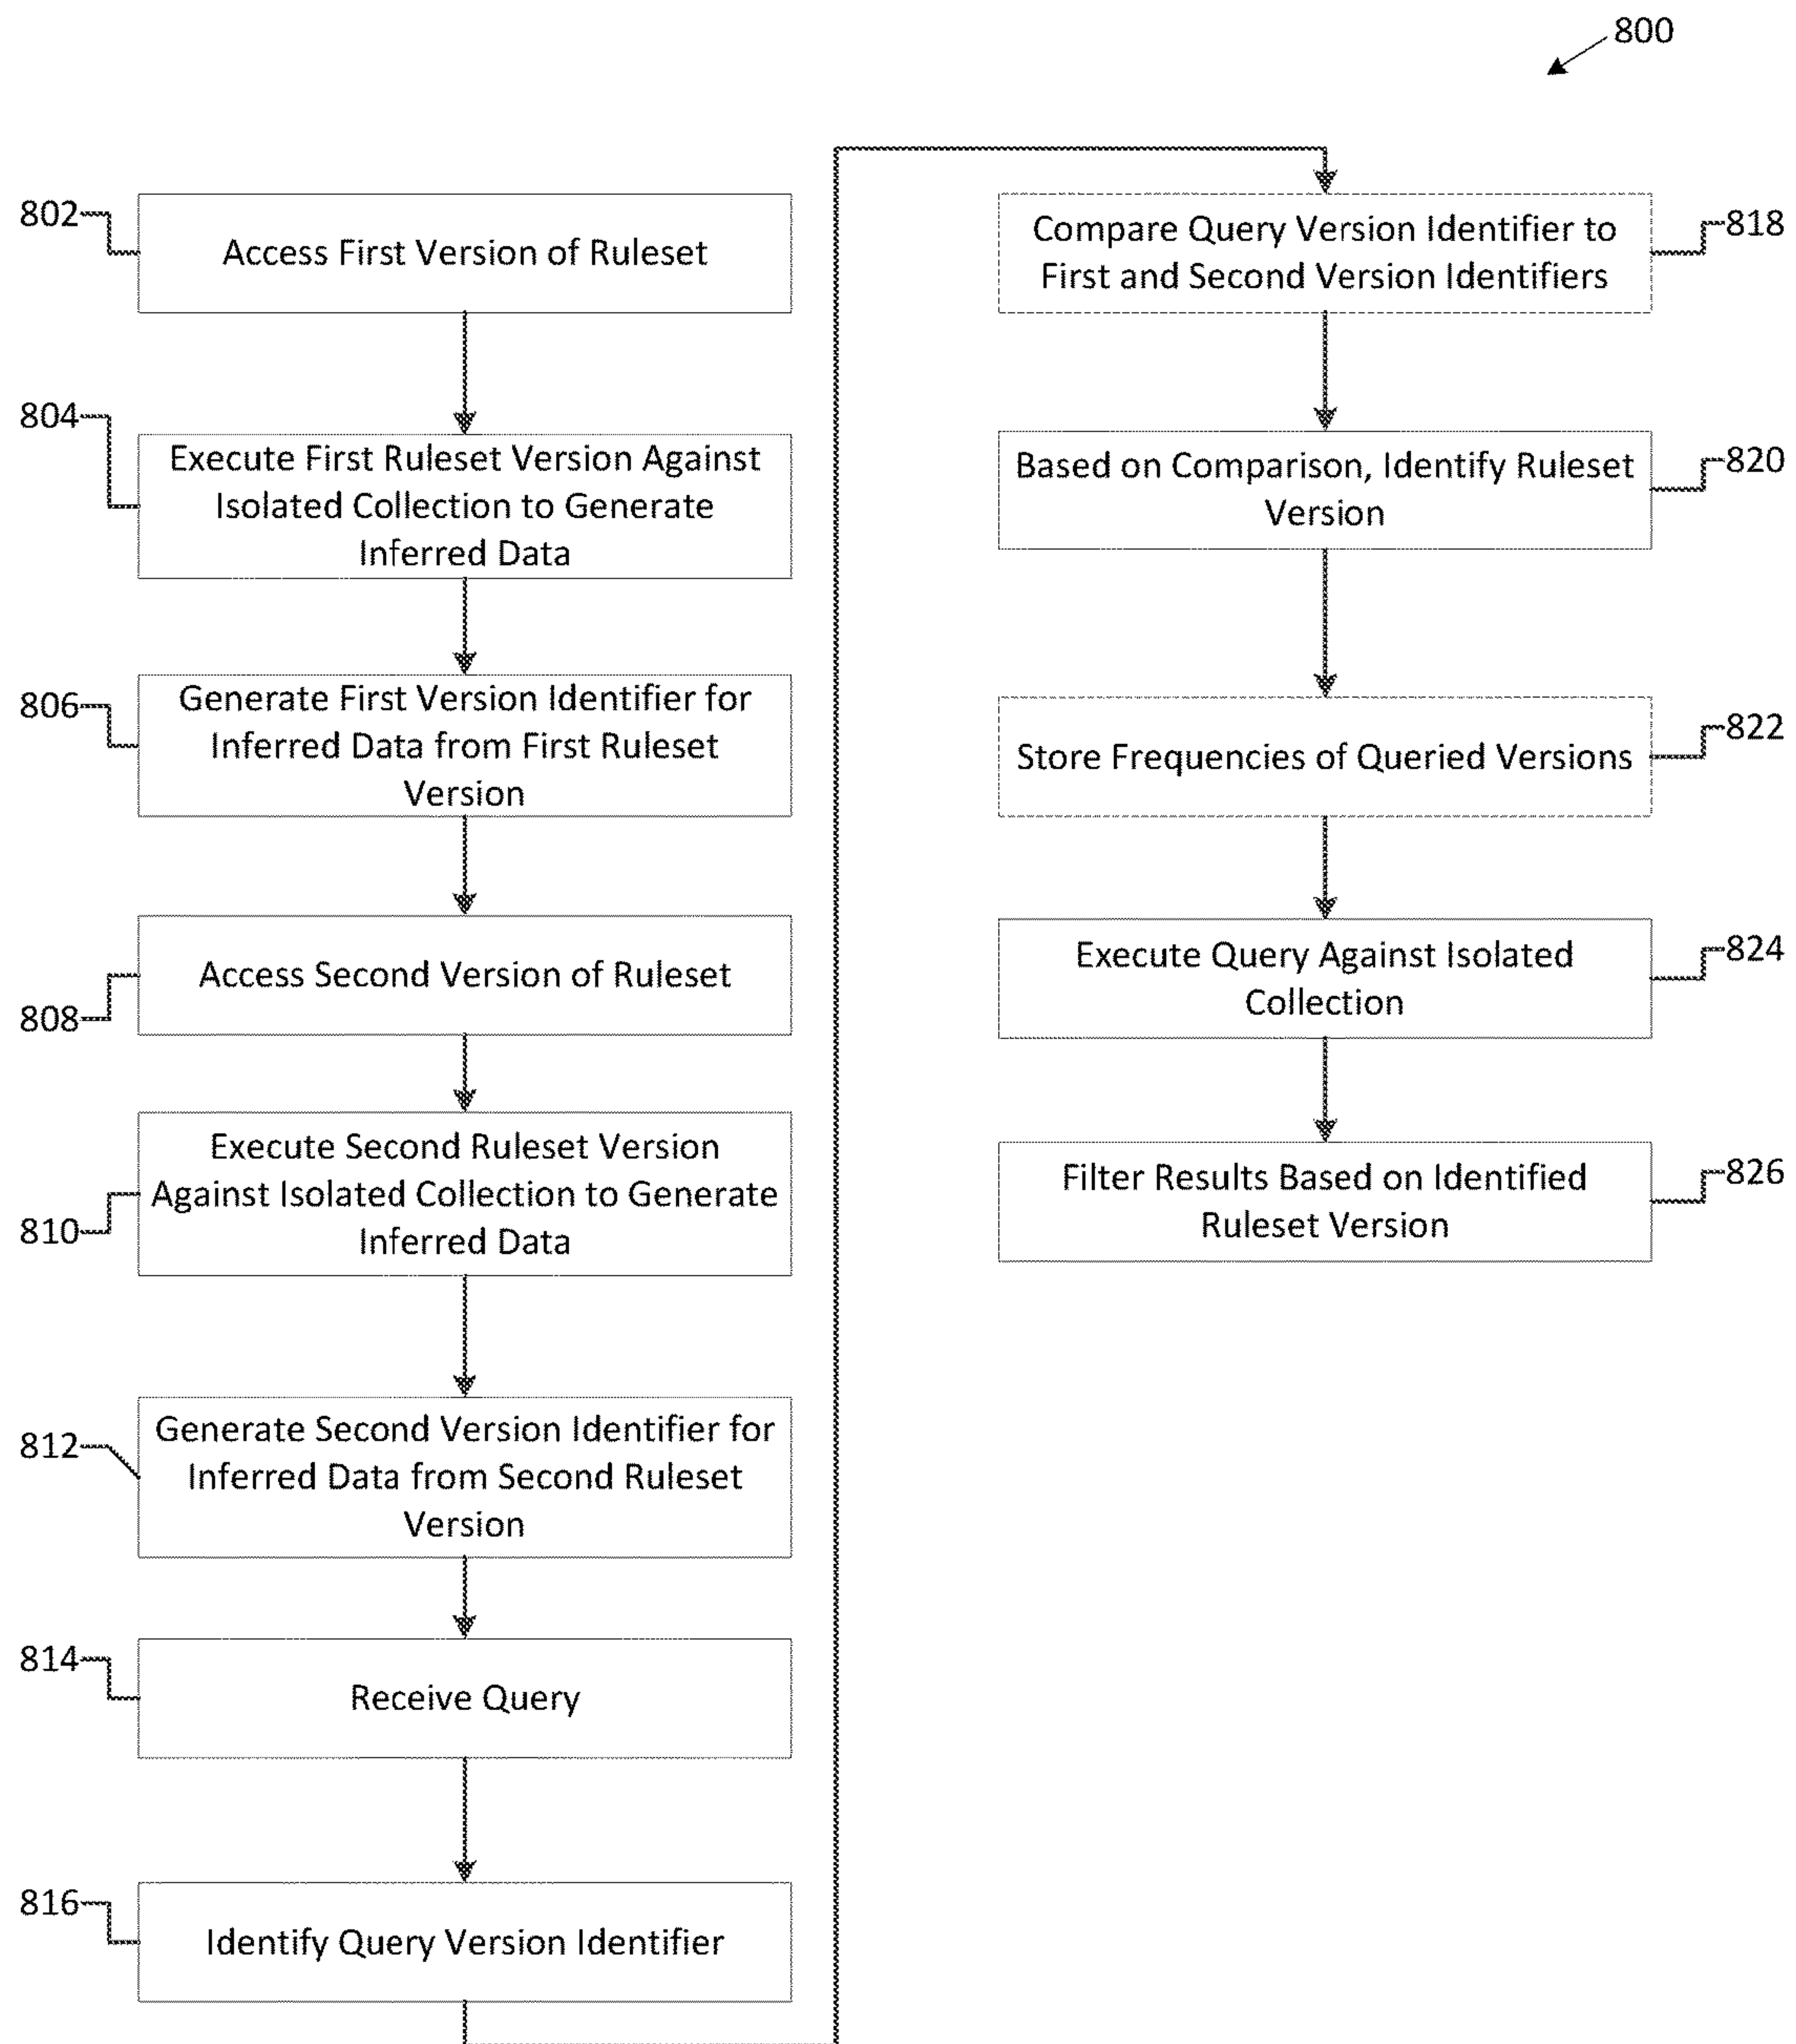 800
802
Access First Version of Ruleset
804
Execute First Ruleset Version Against
Isolated Collection to Generate
Inferred Data
806
Generate First Version Identifier for
Inferred Data from First Ruleset
Version
Access Second Version of Ruleset
808
Execute Second Ruleset Version
Against Isolated Collection to Generate
Inferred Data
810
812
Generate Second Version Identifier for
Inferred Data from Second Ruleset
Version
814
Receive Query
816
Identify Query Version Identifier
Compare Query Version Identifier to
First and Second Version Identifiers
818
Based on Comparison, Identify Ruleset
Version
820
Store Frequencies of Queried Versions
822
Execute Query Against Isolated
Collection
824
Filter Results Based on Identified
Ruleset Version
826